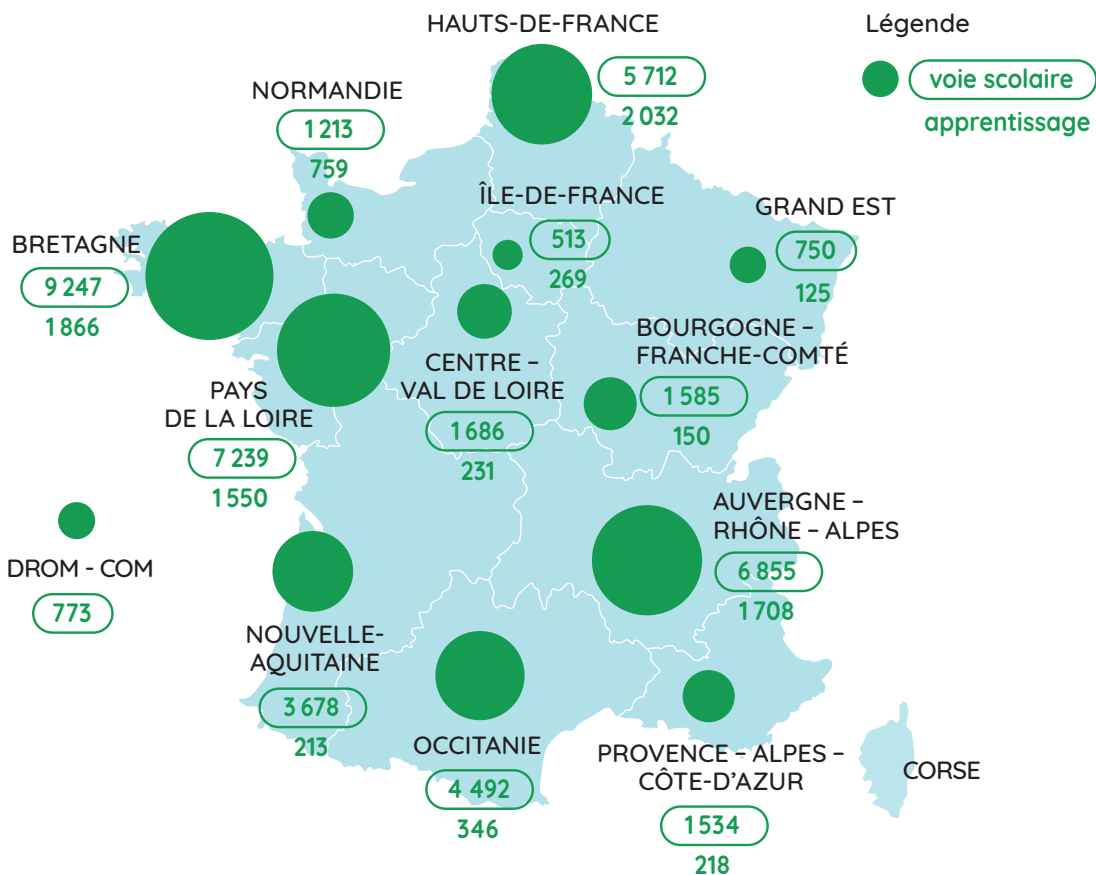 HAUTS-DE-FRANCE
5 712
2 032
Légende
voie scolaire
apprentissage
NORMANDIE
1 213
759
ÎLE-DE-FRANCE
513
269
GRAND EST
750
125
BRETAGNE
9 247
1 866
BOURGOGNE –
FRANCHE-COMTÉ
1 585
150
CENTRE –
VAL DE LOIRE
1 686
231
PAYS
DE LA LOIRE
7 239
1 550
AUVERGNE –
RHÔNE – ALPES
6 855
1 708
DROM - COM
773
NOUVELLE-
AQUITAINE
3 678
213
OCCITANIE
4 492
346
PROVENCE – ALPES –
CÔTE-D’AZUR
1 534
218
CORSE